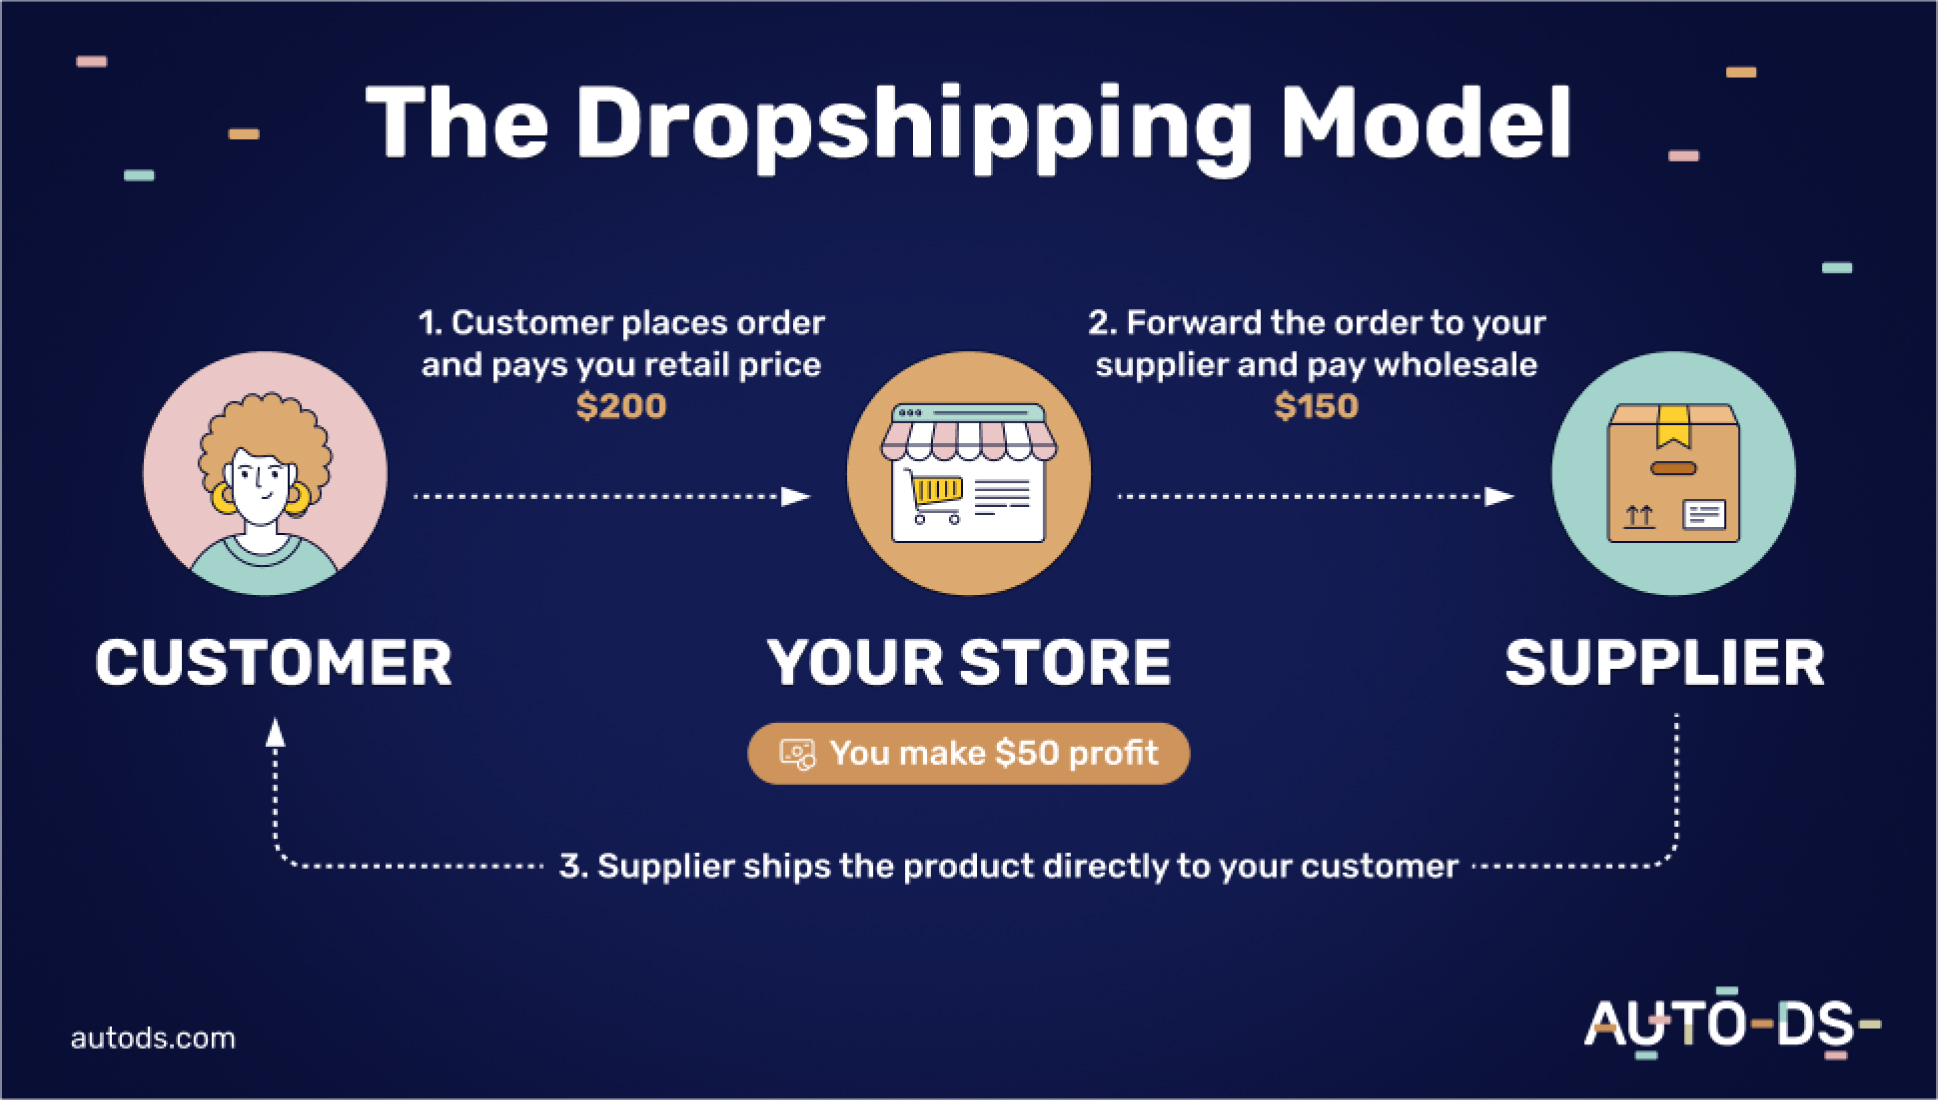 The Dropshipping Model
1. Customer places order
and pays you retail price
$200
2. Forward the order to your
supplier and pay wholesale
$150
CUSTOMER
YOUR STORE
SUPPLIER
You make $50 profit
3. Supplier ships the product directly to your customer
autods.com
AUTO-DS-